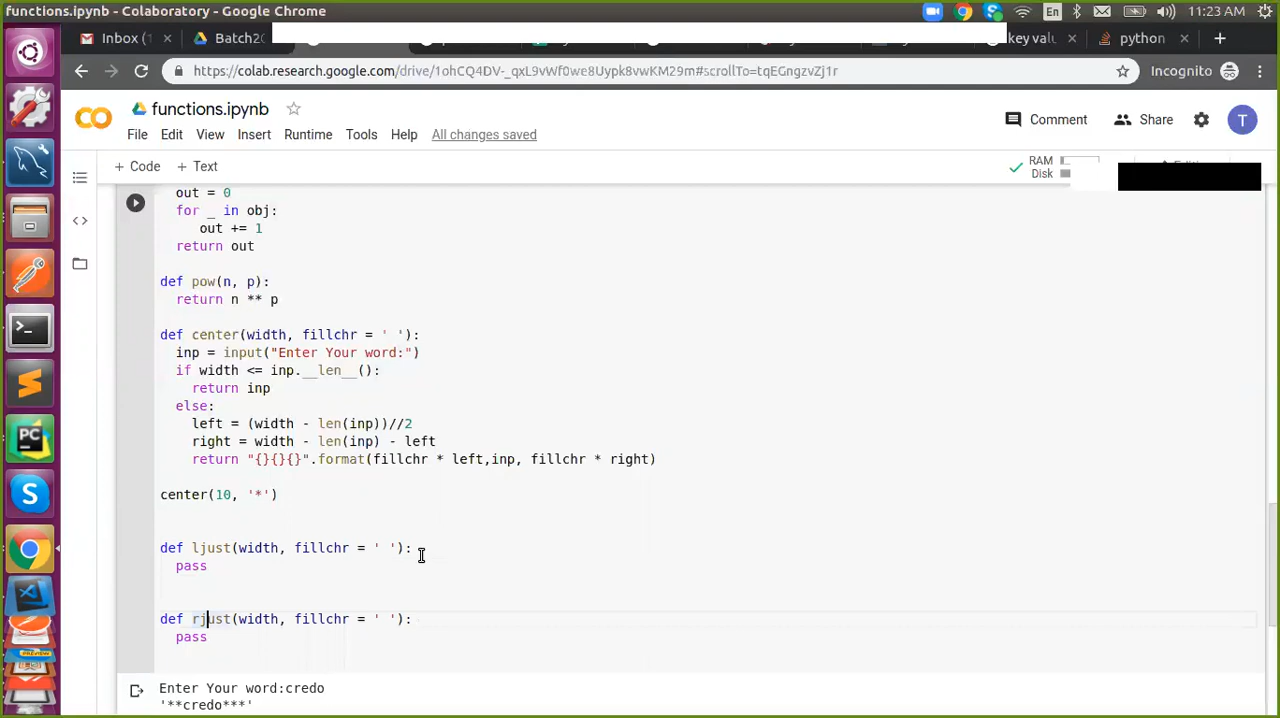 functions.ipynb - Colaboratory - Google Chrome
En
11:23 AM
Inbox (1
Batch2
key valu
python
https://colab.research.google.com/drive/1ohCQ4DV-_qxL9vWf0we8Uypk8vwKM29m#scrollTo=tqEGngzvZj1r
Incognito
functions.ipynb
Comment
Share
T
File Edit View Insert Runtime Tools Help All changes saved
+ Code + Text
RAM
Disk
out = 0
for _ in obj:
out += 1
return out
def pow(n, p):
return n ** p
def center(width, fillchr = ' '):
inp = input("Enter Your word:")
if width <= inp.__len__():
return inp
else:
left = (width - len(inp))//2
right = width - len(inp) - left
return "{}{}{}".format(fillchr * left,inp, fillchr * right)
center(10, '*')
def ljust(width, fillchr = ' '):
pass
def rjust(width, fillchr = ' '):
pass
Enter Your word:credo
'**credo***'